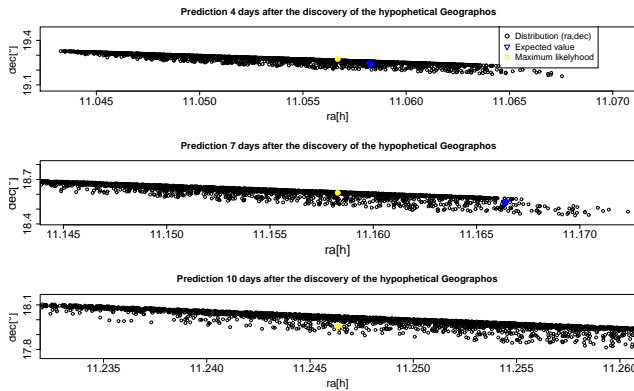 Prediction 4 days after the discovery of the hypophetical Geographos
dec[°]
19.1 19.4
Distribution (ra,dec)
Expected value
Maximum likelyhood
11.045 11.050 11.055 11.060 11.065 11.070
ra[h]
Prediction 7 days after the discovery of the hypophetical Geographos
dec[°]
18.4 18.7
11.145 11.150 11.155 11.160 11.165 11.170
ra[h]
Prediction 10 days after the discovery of the hypophetical Geographos
dec[°]
17.8 18.1
11.235 11.240 11.245 11.250 11.255 11.260
ra[h]